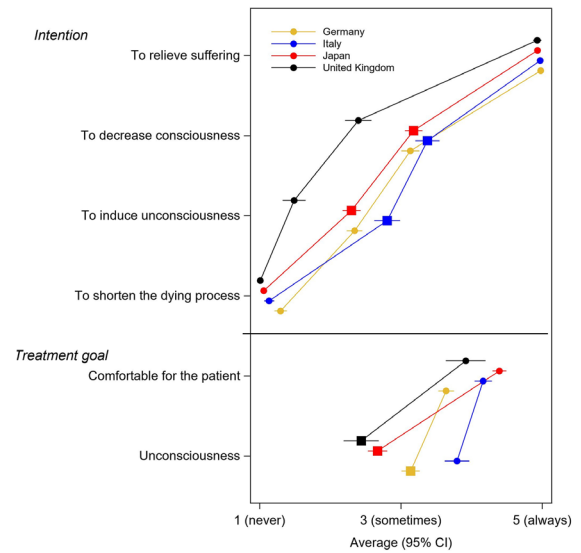 Intention
Germany
Italy
Japan
United Kingdom
To relieve suffering
To decrease consciousness
To induce unconsciousness
To shorten the dying process
Treatment goal
Comfortable for the patient
Unconsciousness
1 (never)
3 (sometimes)
5 (always)
Average (95% CI)